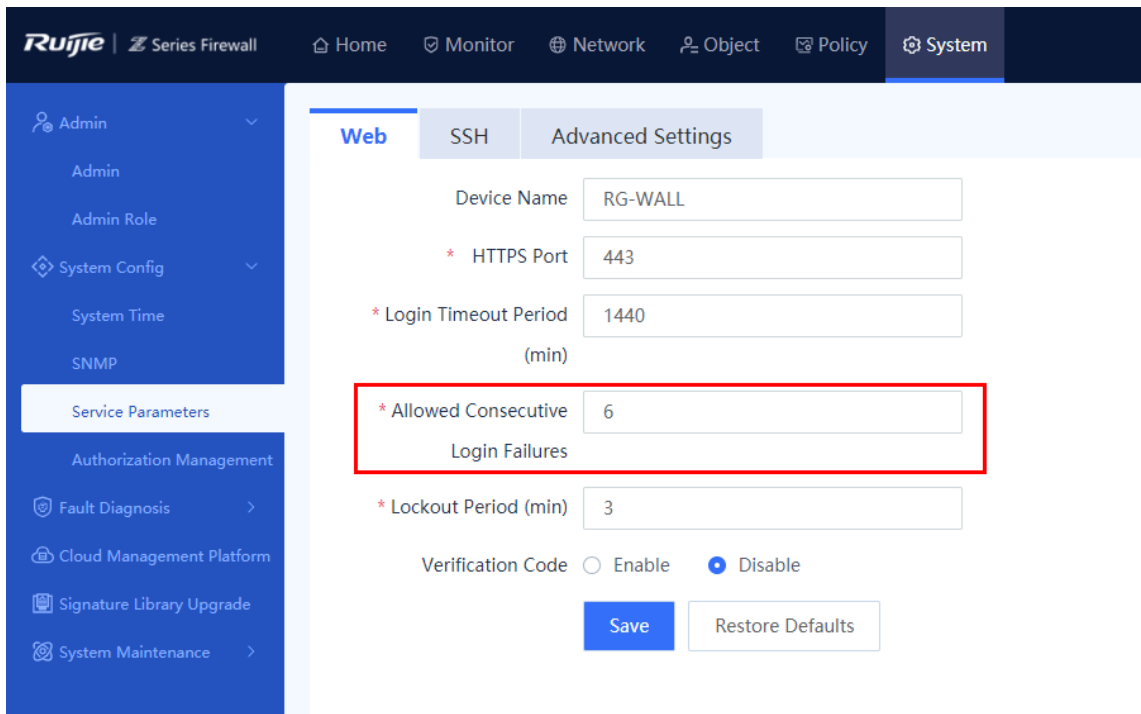 Ruijie | Z Series Firewall
Home
Monitor
Network
Object
Policy
System
Admin
Admin
Admin Role
System Config
System Time
SNMP
Service Parameters
Authorization Management
Fault Diagnosis
Cloud Management Platform
Signature Library Upgrade
System Maintenance
Web
SSH
Advanced Settings
Device Name
RG-WALL
* HTTPS Port
443
* Login Timeout Period
1440
(min)
* Allowed Consecutive
6
Login Failures
* Lockout Period (min)
3
Verification Code
Enable
Disable
Save
Restore Defaults